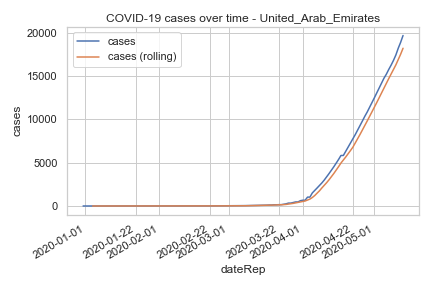 COVID-19 cases over time - United_Arab_Emirates
cases
cases (rolling)
20000
15000
10000
5000
0
cases
2020-01-01
2020-01-22
2020-02-01
2020-02-22
2020-03-01
2020-03-22
2020-04-01
2020-04-22
2020-05-01
dateRep